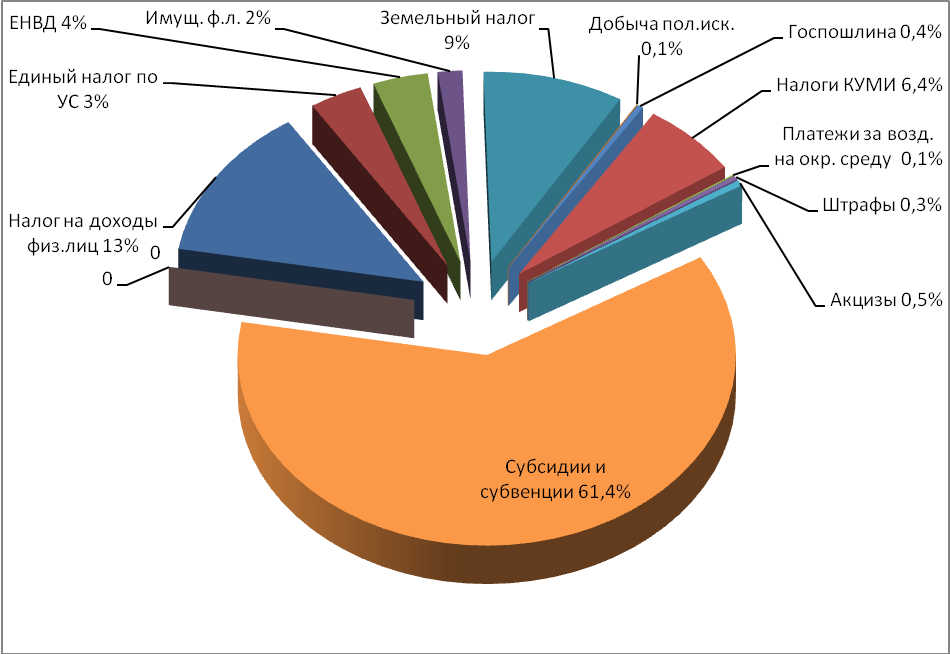 ЕНВД 4%
Имущ. ф.л. 2%
Земельный налог
9%
Добыча пол.иск.
0,1%
Госпошлина 0,4%
Единый налог по
УС 3%
Налоги КУМИ 6,4%
Платежи за возд.
на окр. среду 0,1%
Штрафы 0,3%
Налог на доходы
физ.лиц 13%
0
0
Акцизы 0,5%
Субсидии и
субвенции 61,4%